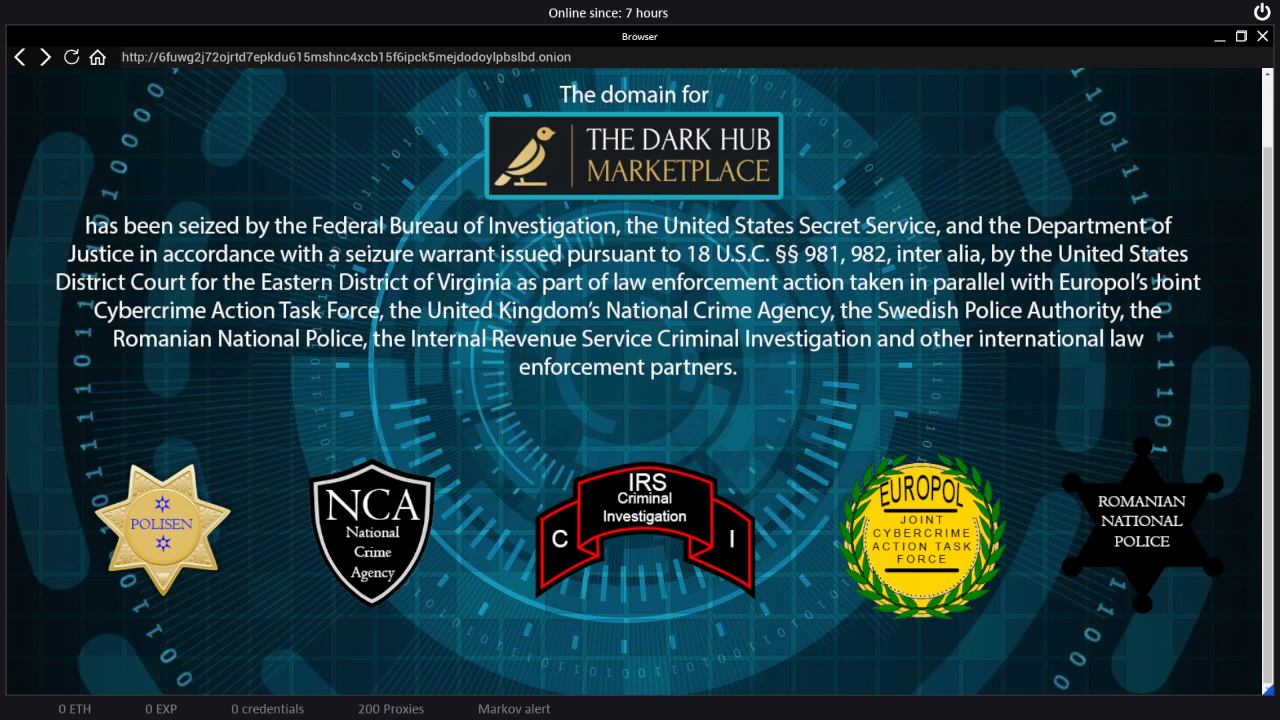 Online since: 7 hours
Browser
http://6fuwg2j72ojrtd7epkdu615mshnc4xcb15f6ipck5mejdodoylpbslbd.onion
The domain for
THE DARK HUB
MARKETPLACE
has been seized by the Federal Bureau of Investigation, the United States Secret Service, and the Department of
Justice in accordance with a seizure warrant issued pursuant to 18 U.S.C. §§ 981, 982, inter alia, by the United States
District Court for the Eastern District of Virginia as part of law enforcement action taken in parallel with Europol’s Joint
Cybercrime Action Task Force, the United Kingdom’s National Crime Agency, the Swedish Police Authority, the
Romanian National Police, the Internal Revenue Service Criminal Investigation and other international law
enforcement partners.
POLISEN
NCA
National
Crime
Agency
IRS
Criminal
Investigation
C I
EUROPOL
JOINT
CYBERCRIME
ACTION TASK
FORCE
ROMANIAN
NATIONAL
POLICE
0 ETH 0 EXP 0 credentials 200 Proxies Markov alert